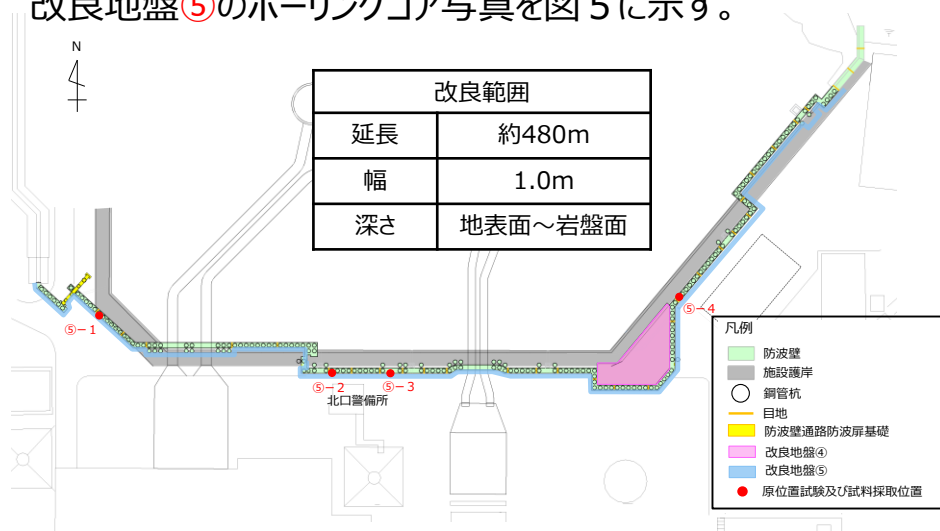 改良地盤⑤のボーリングコア写真を図5に示す。
N
改良範囲
延長 約480m
幅 1.0m
深さ 地表面～岩盤面
⑤-1
⑤-2
⑤-3
⑤-4
北口警備所
凡例
防波壁
施設護岸
鋼管杭
目地
防波壁通路防波扉基礎
改良地盤④
改良地盤⑤
原位置試験及び試料採取位置